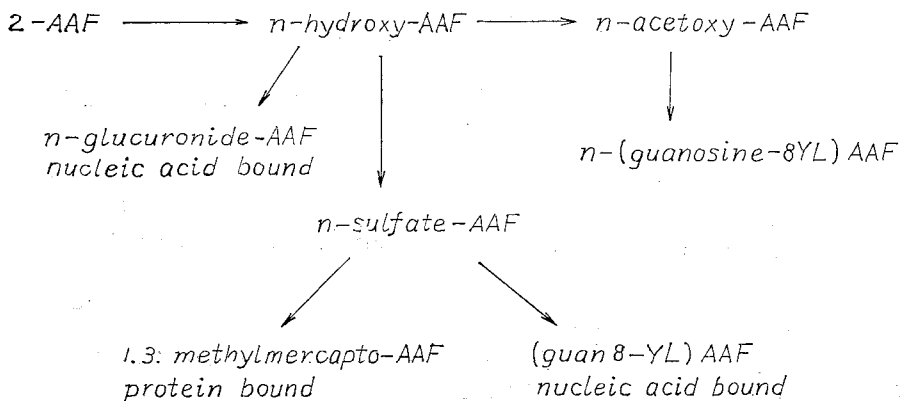 2-AAF n-hydroxy-AAF n-acetoxy-AAF
n-glucuronide-AAF
nucleic acid bound
n-(guanosine-8YL) AAF
n-sulfate-AAF
1.3: methylmercapto-AAF
protein bound
(guan 8-YL) AAF
nucleic acid bound